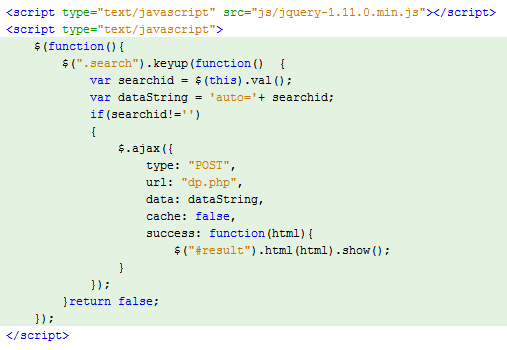 <script type="text/javascript" src="js/jquery-1.11.0.min.js"></script>
<script type="text/javascript">
    $(function(){
        $(".search").keyup(function()  {
            var searchid = $(this).val();
            var dataString = 'auto='+ searchid;
            if(searchid!='')
            {
                $.ajax({
                    type: "POST",
                    url: "dp.php",
                    data: dataString,
                    cache: false,
                    success: function(html){
                        $("#result").html(html).show();
                }
            });
        }return false;
    });
</script>